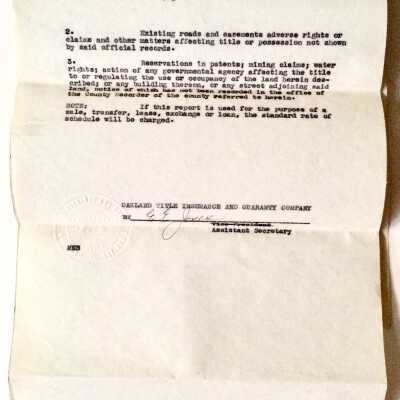 2. Existing roads and easements adverse rights or
claims and other matters affecting title or possession not shown
by said official records.
3. Reservations in patents; mining claims; water
rights; action of any governmental agency affecting the title
to or regulating the use or occupancy of the land herein des-
cribed; or any building thereon, or any street adjoining said
land, notice of which has not been recorded in the office of
the County Recorder of the county referred to herein.
NOTE: If this report is used for the purpose of a
sale, transfer, lease, exchange or loan, the standard rate of
schedule will be charged.
OAKLAND TITLE INSURANCE AND GUARANTY COMPANY
BY
Vice-President
Assistant Secretary